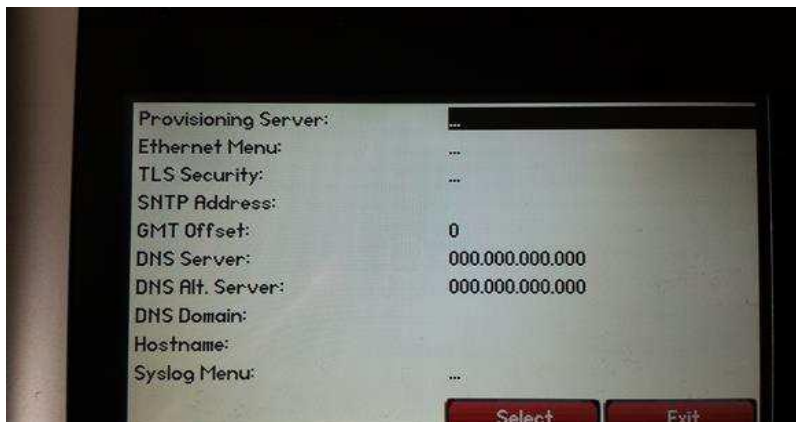 Provisioning Server: ...
Ethernet Menu: ...
TLS Security: ...
SNTP Address:
GMT Offset: 0
DNS Server: 000.000.000.000
DNS Alt. Server: 000.000.000.000
DNS Domain:
Hostname:
Syslog Menu: ...
Select Exit